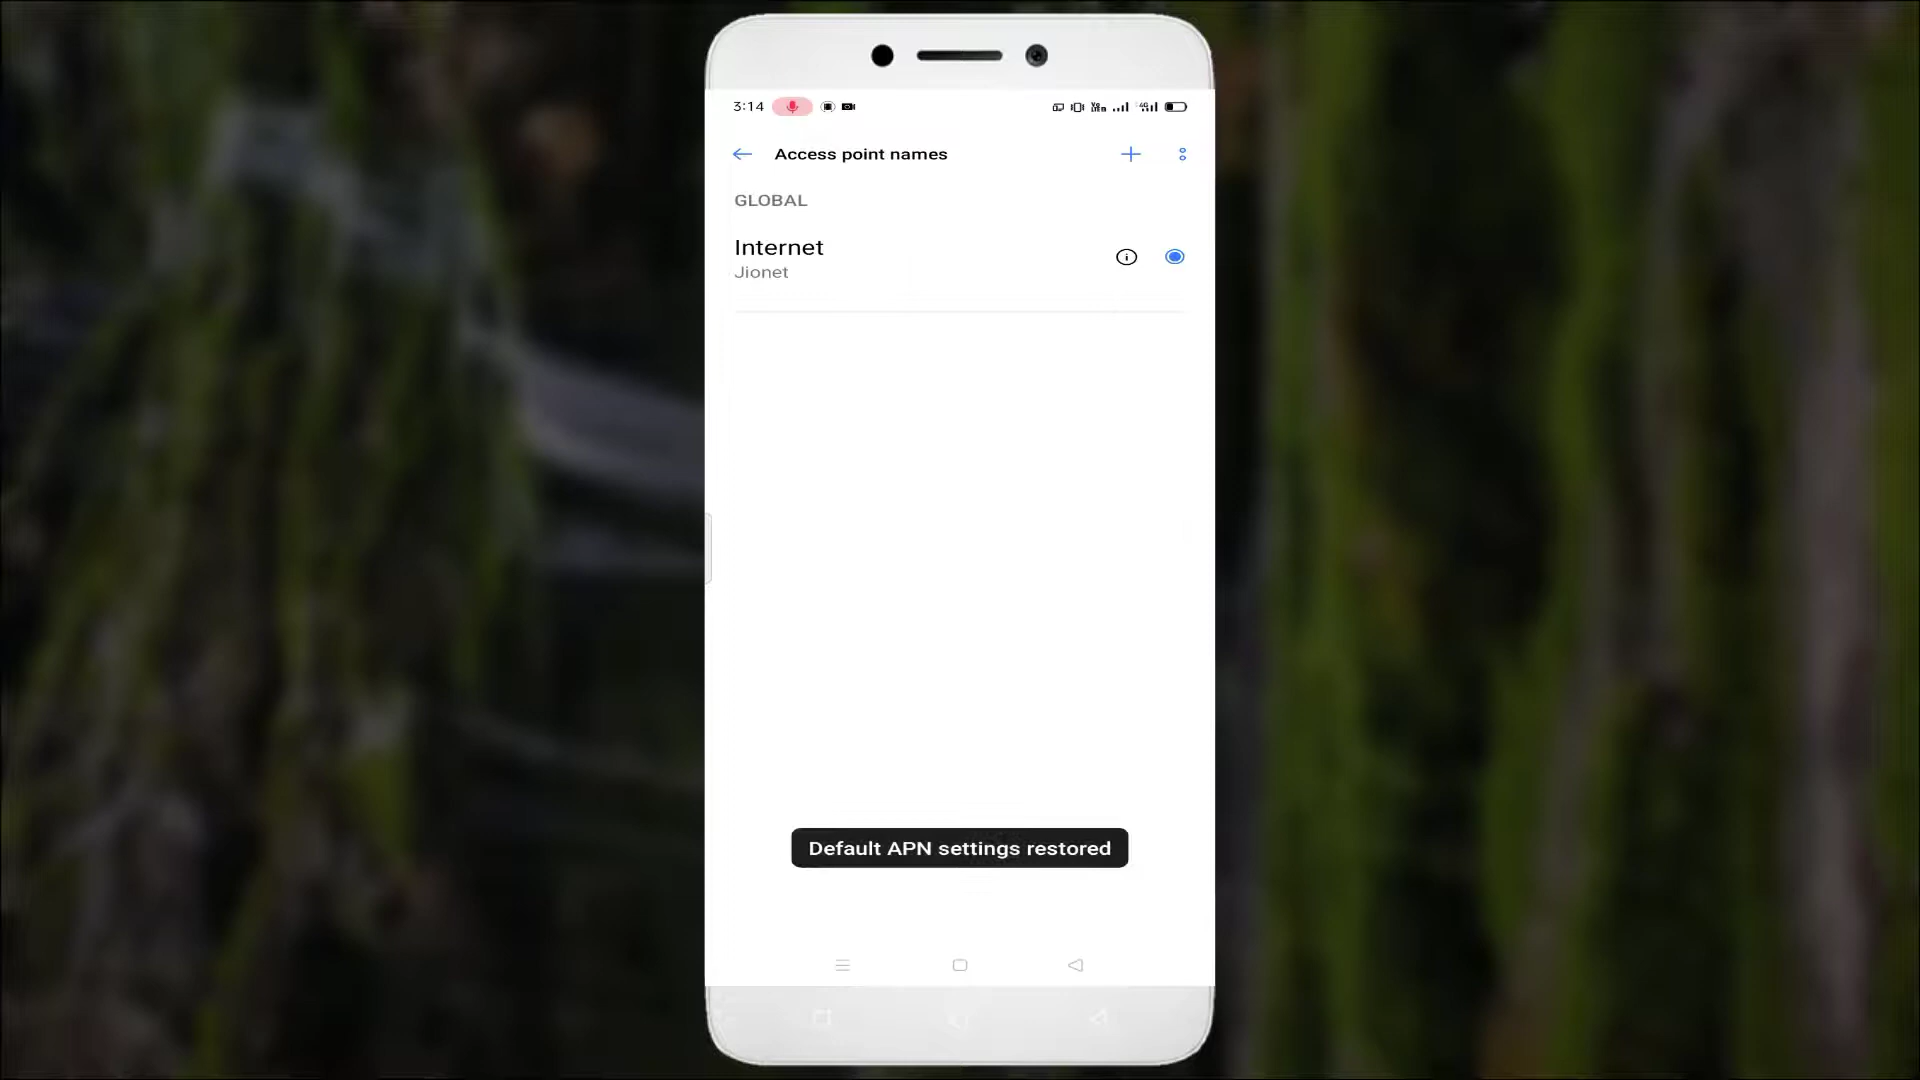 3:14
Access point names
GLOBAL
Internet
Jionet
Default APN settings restored